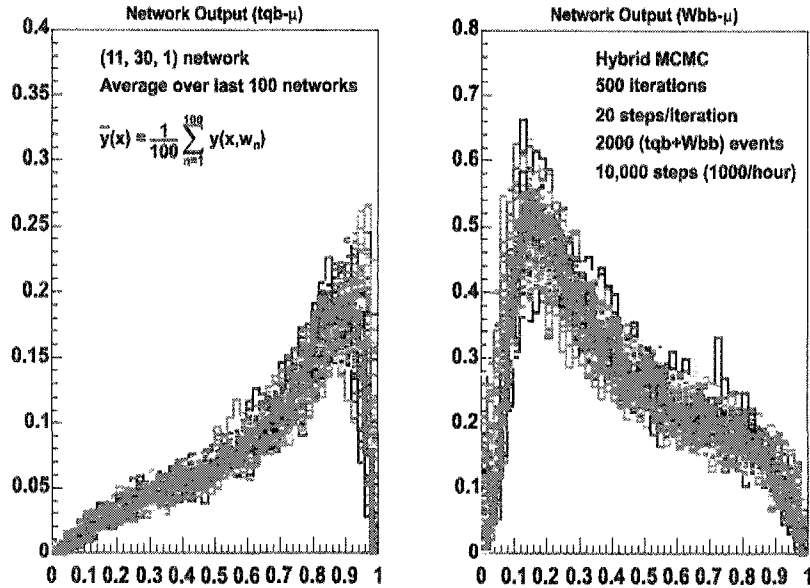 Network Output (tqb-μ)
0.4
0.35
0.3
0.25
0.2
0.15
0.1
0.05
0
0 0.1 0.2 0.3 0.4 0.5 0.6 0.7 0.8 0.9 1
(11, 30, 1) network
Average over last 100 networks
y̅(x) = 1/100 ∑_{n=1}^{100} y(x,w_n)
Network Output (Wbb-μ)
0.8
0.7
0.6
0.5
0.4
0.3
0.2
0.1
0
0 0.1 0.2 0.3 0.4 0.5 0.6 0.7 0.8 0.9 1
Hybrid MCMC
500 iterations
20 steps/iteration
2000 (tqb+Wbb) events
10,000 steps (1000/hour)